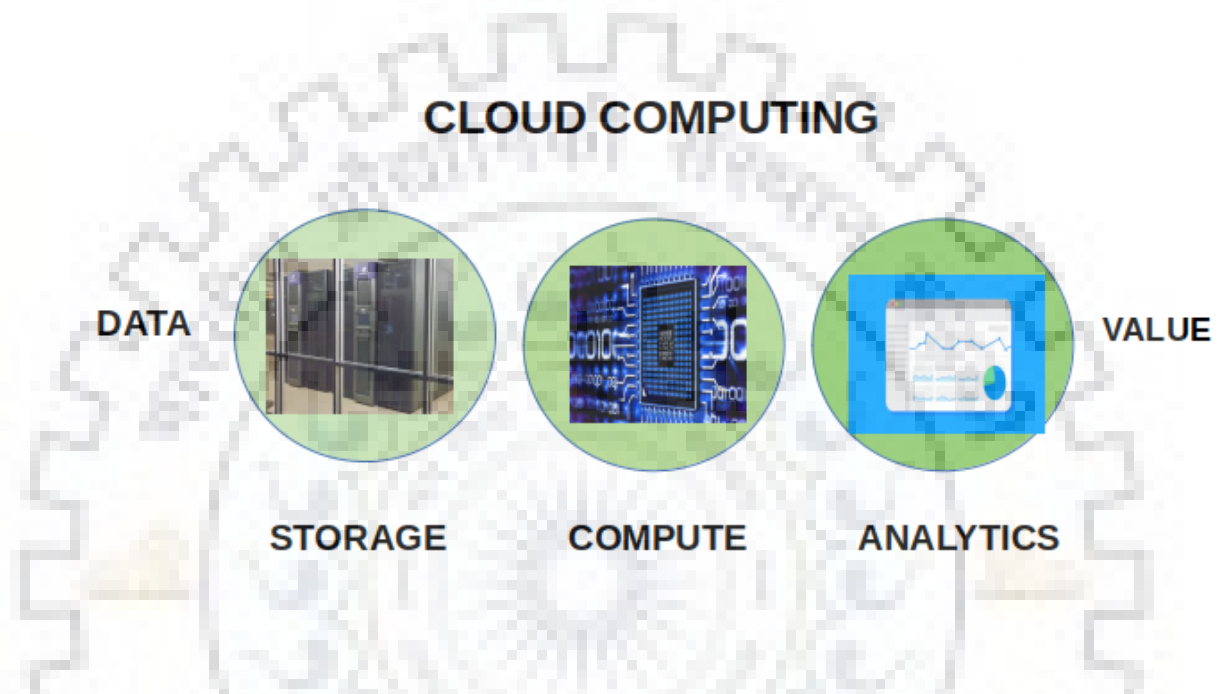 CLOUD COMPUTING
DATA
VALUE
STORAGE
COMPUTE
ANALYTICS